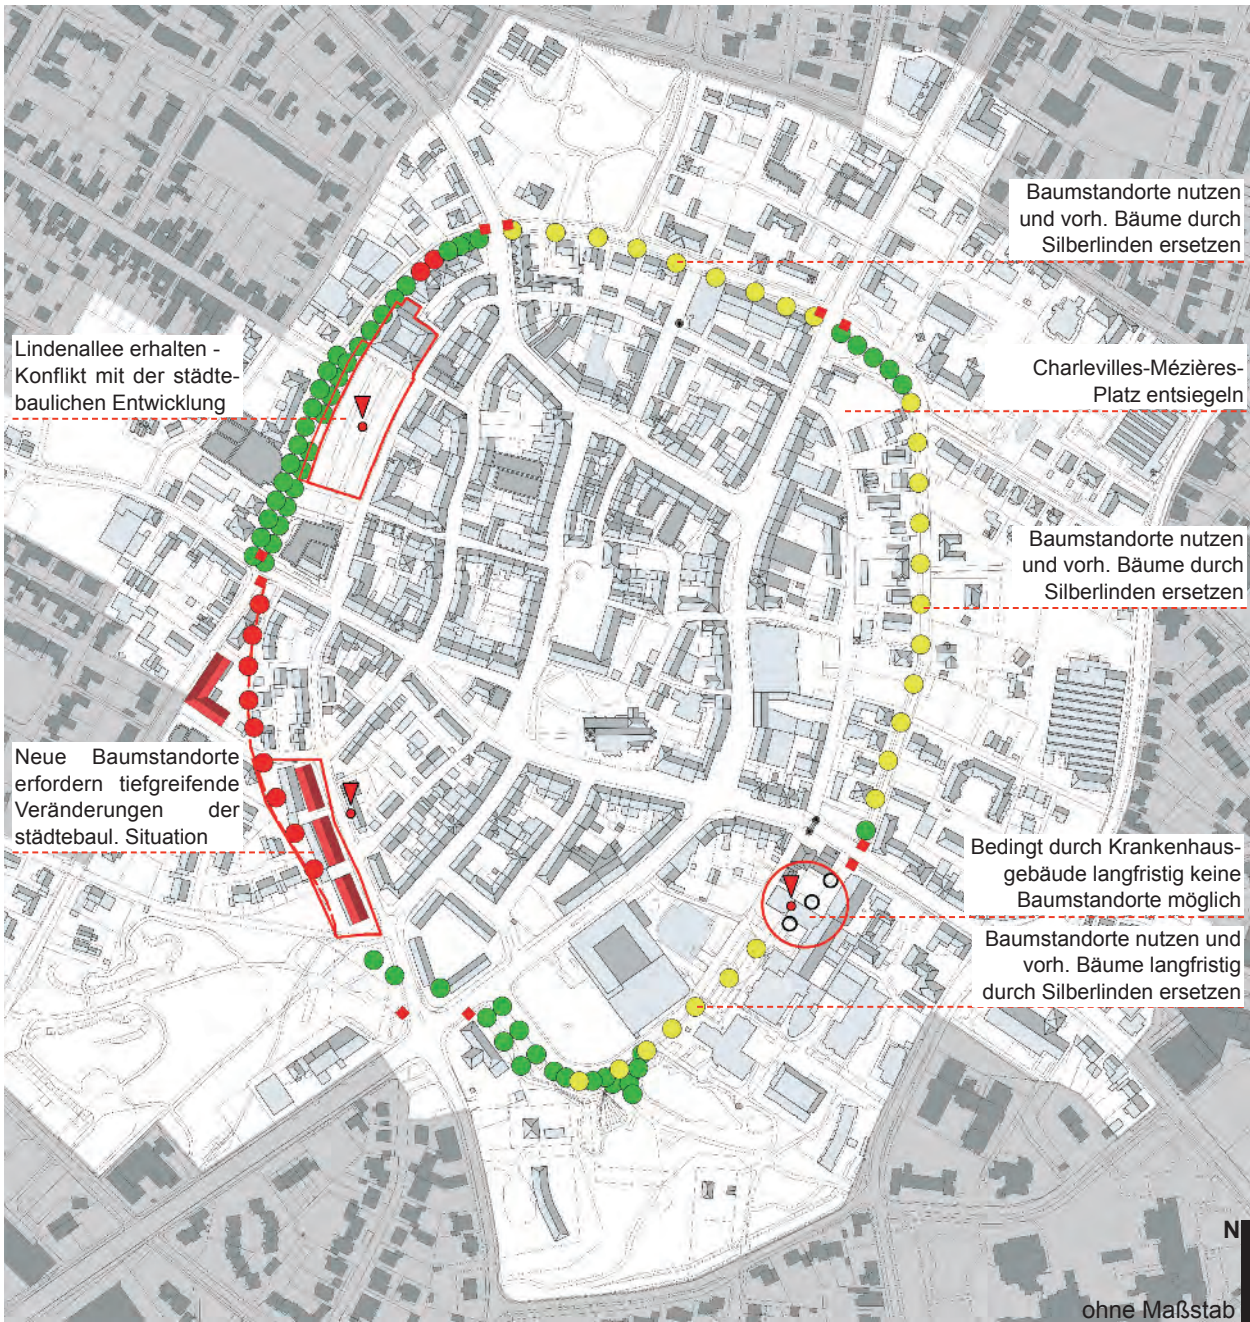 Baumstandorte nutzen
und vorh. Bäume durch
Silberlinden ersetzen
Lindenallee erhalten -
Konflikt mit der städte-
baulichen Entwicklung
Charlevilles-Mézières-
Platz entsiegeln
Baumstandorte nutzen
und vorh. Bäume durch
Silberlinden ersetzen
Neue Baumstandorte
erfordern tiefgreifende
Veränderungen der
städtebaul. Situation
Bedingt durch Krankenhaus-
gebäude langfristig keine
Baumstandorte möglich
Baumstandorte nutzen und
vorh. Bäume langfristig
durch Silberlinden ersetzen
N
ohne Maßstab